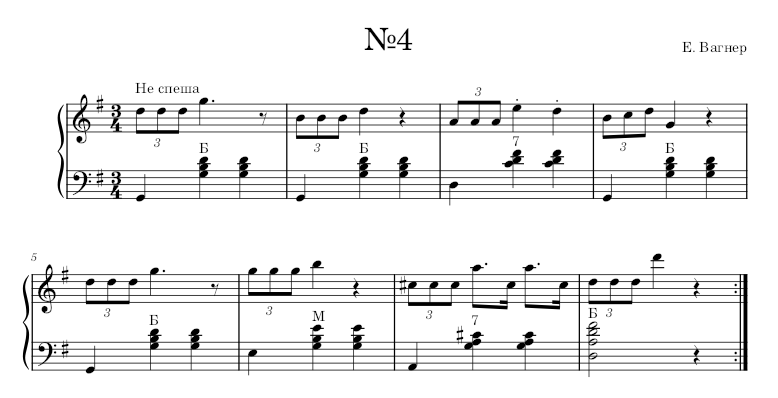 №4
Е. Вагнер
Не спеша
3 3 3 3
Б Б 7 Б
5
3 3 3 3
Б М 7 Б